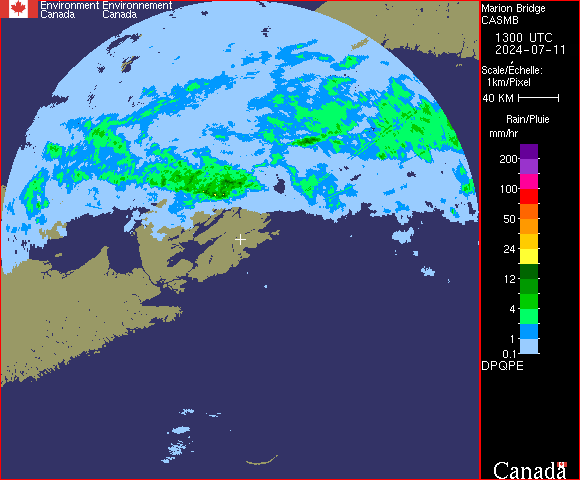 Environment Environnement
Canada Canada
Marion Bridge
CASMB
1300 UTC
2024-07-11
Scale/Echelle:
1km/Pixel
40 KM
Rain/Pluie
mm/hr
200
100
50
24
12
4
1
0.1
DPQPE
Canada